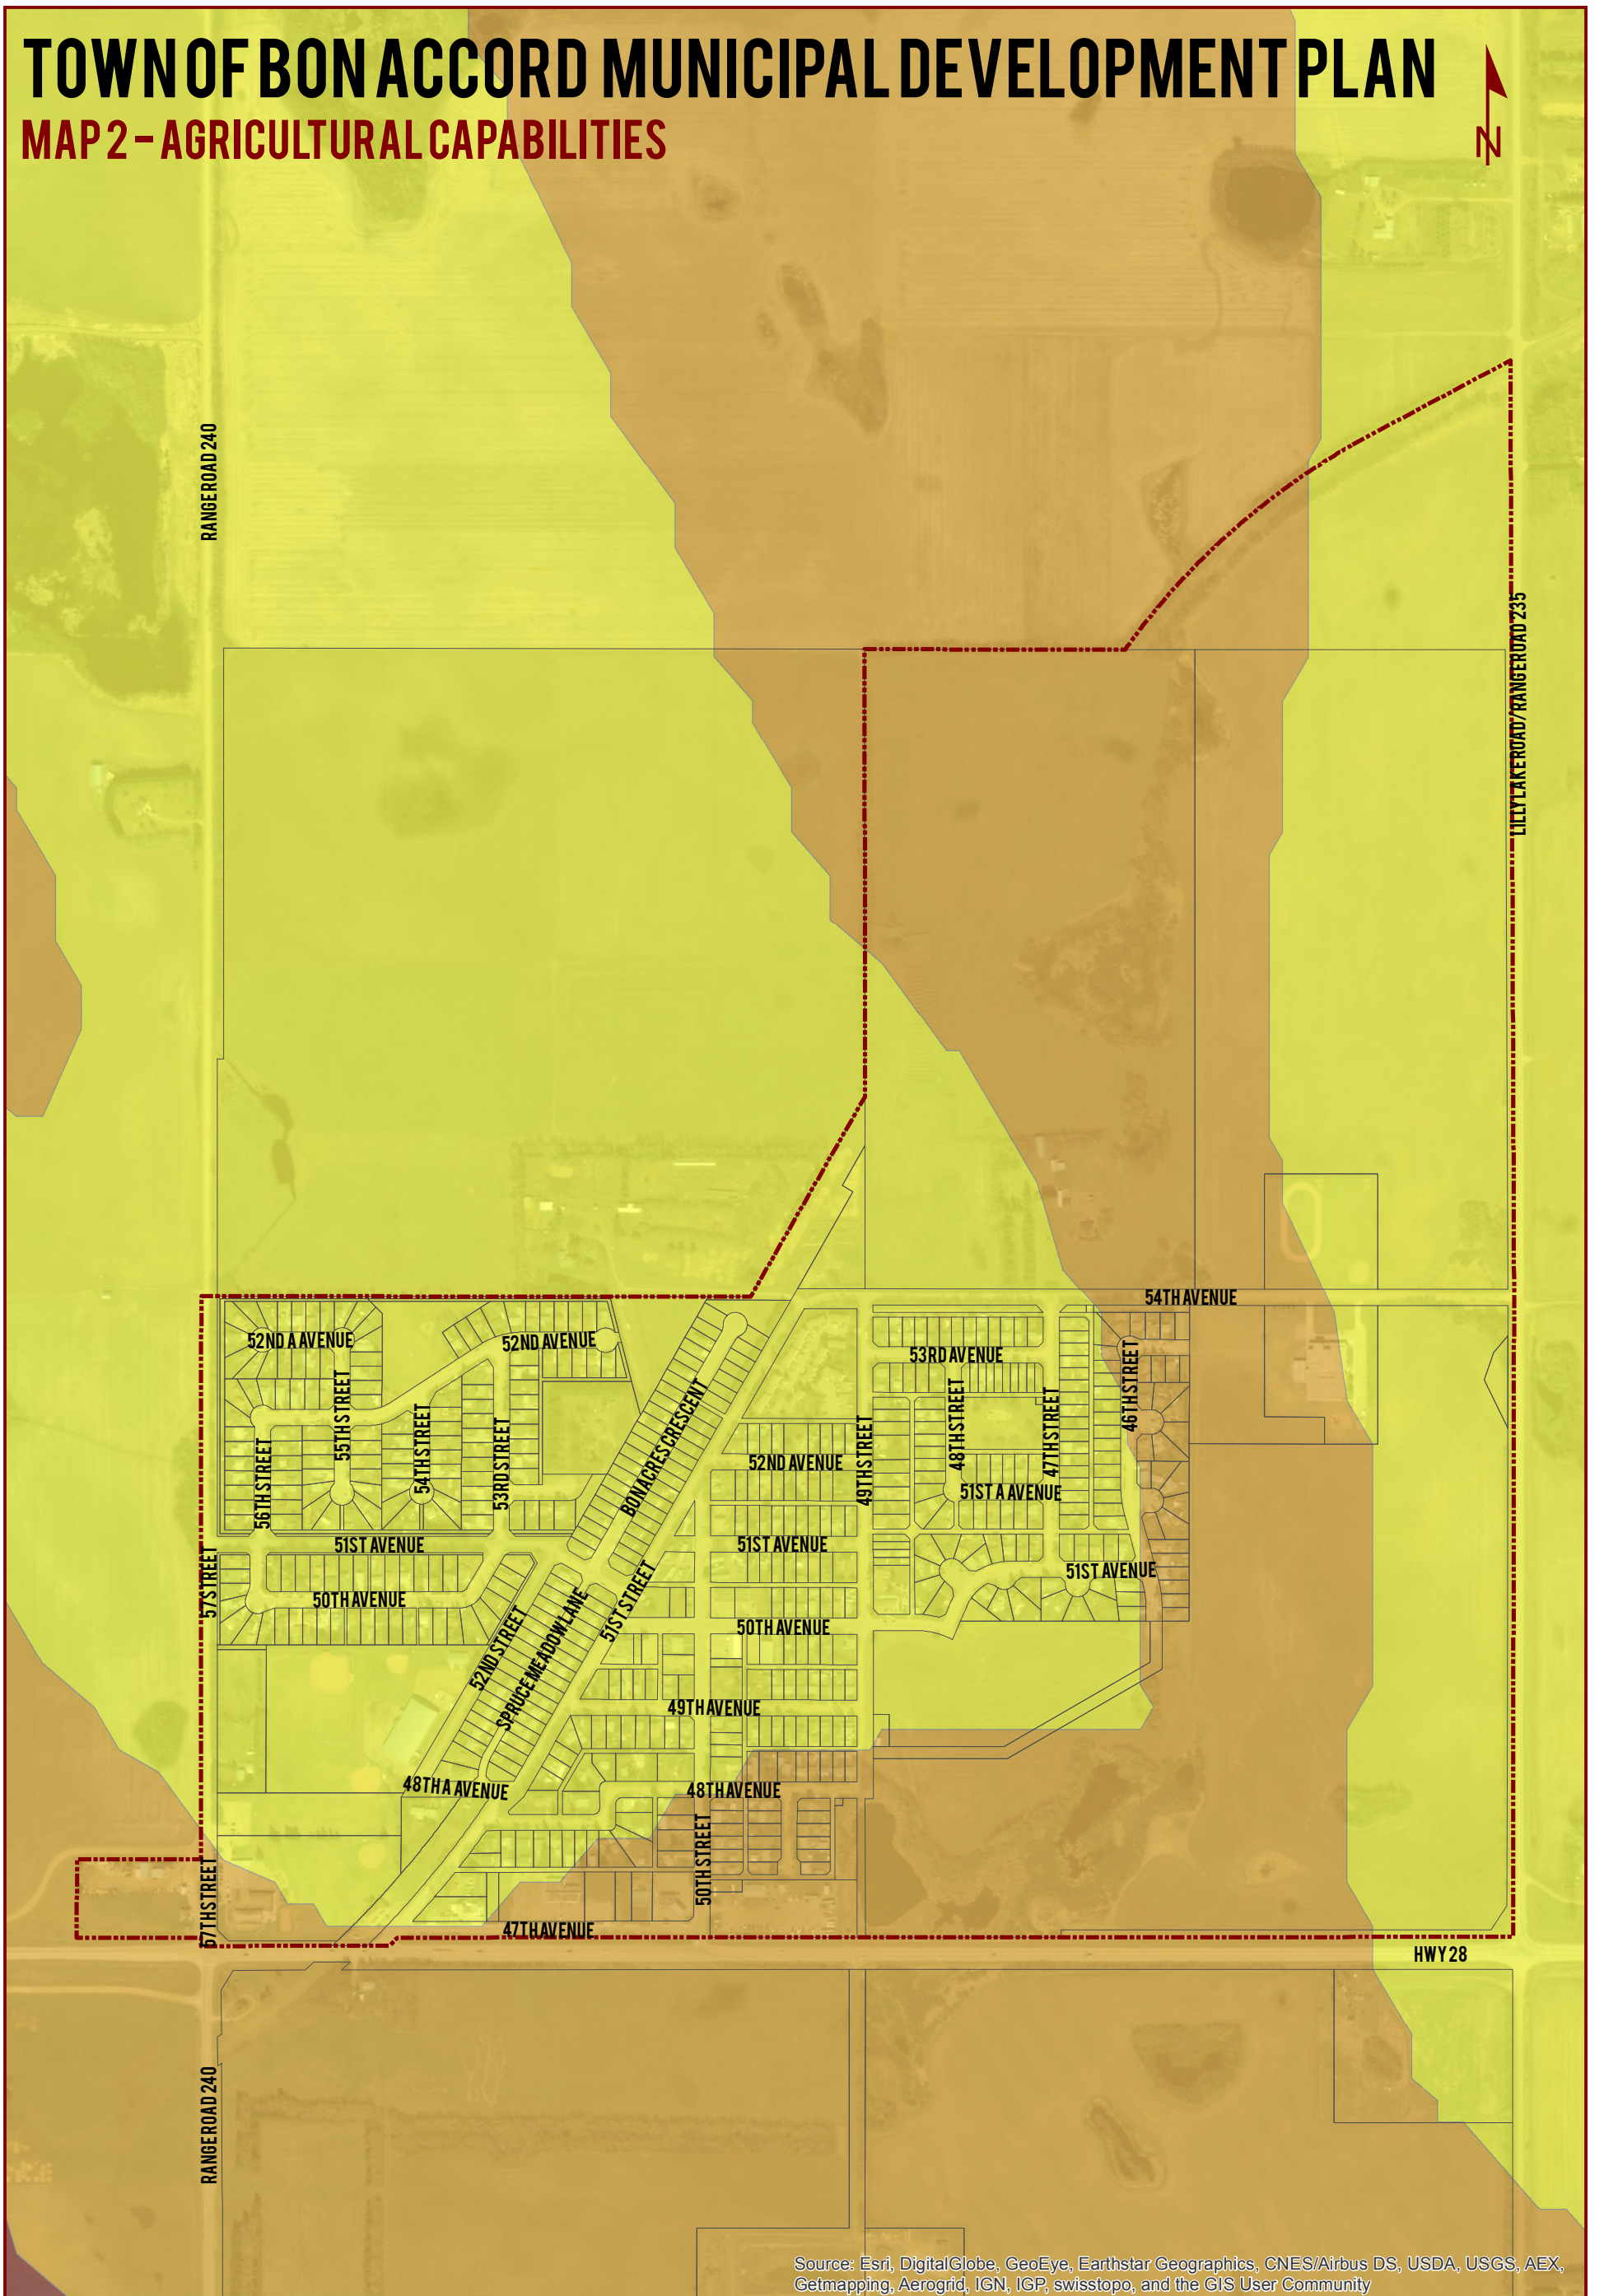 TOWN OF BON ACCORD MUNICIPAL DEVELOPMENT PLAN
MAP 2 - AGRICULTURAL CAPABILITIES
N
RANGE ROAD 240
LILLY LAKE ROAD/RANGE ROAD 235
54TH AVENUE
52ND A AVENUE
52ND AVENUE
53RD AVENUE
55TH STREET
54TH STREET
56TH STREET
53RD STREET
BON ACRES CRESCENT
52ND AVENUE
49TH STREET
48TH STREET
47TH STREET
46TH STREET
51ST A AVENUE
51ST AVENUE
51ST AVENUE
51ST AVENUE
57 STREET
50TH AVENUE
52ND STREET
SPRUCE MEADOW LANE
51ST STREET
50TH AVENUE
49TH AVENUE
48TH A AVENUE
48TH AVENUE
50TH STREET
57TH STREET
47TH AVENUE
HWY 28
RANGE ROAD 240
Source: Esri, DigitalGlobe, GeoEye, Earthstar Geographics, CNES/Airbus DS, USDA, USGS, AEX,
Getmapping, Aerogrid, IGN, IGP, swisstopo, and the GIS User Community